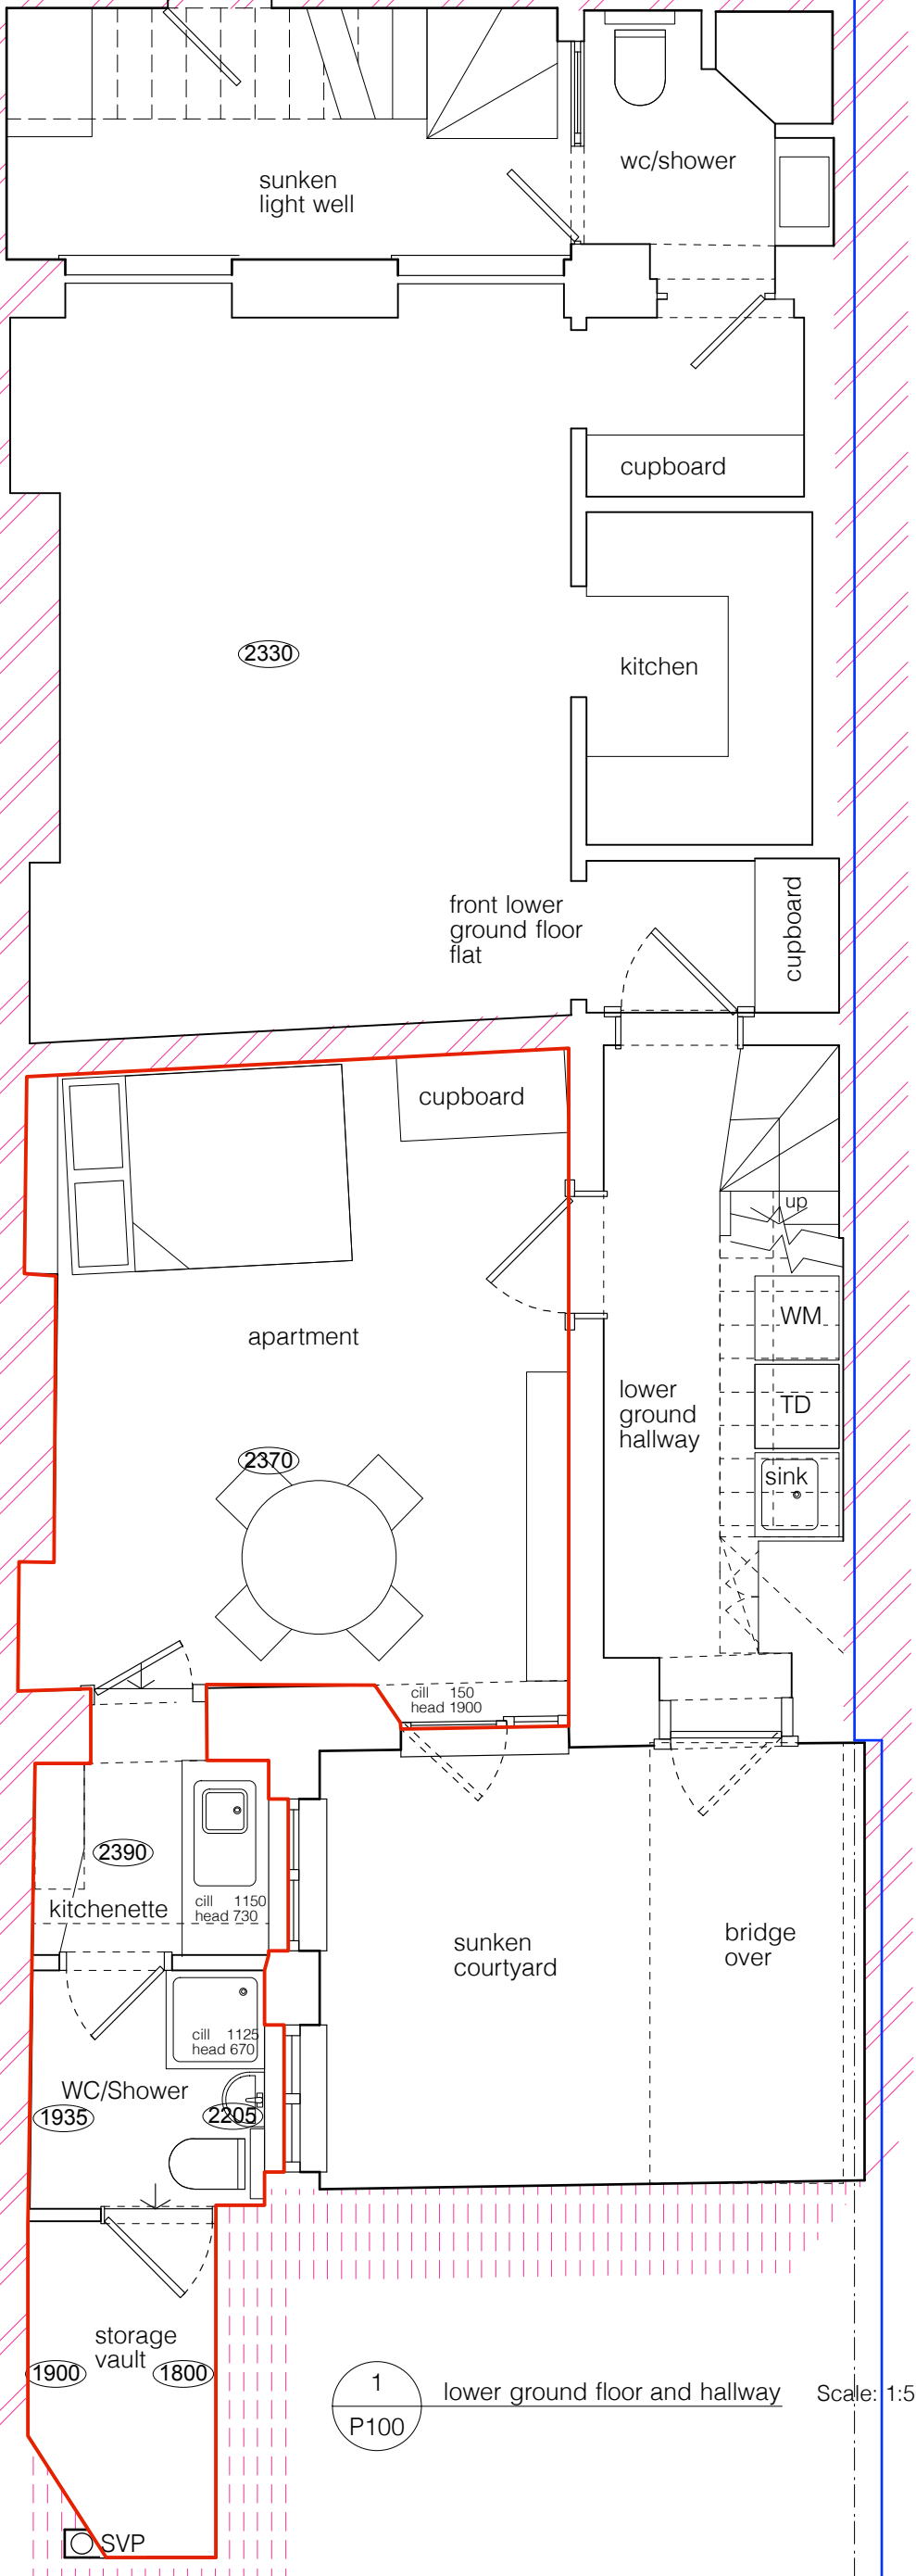 sunken
light well
wc/shower
cupboard
2330
kitchen
front lower
ground floor
flat
cupboard
cupboard
up
apartment
WM
lower
ground
hallway
TD
2370
sink
cill 150
head 1900
2390
kitchenette
cill 1150
head 730
sunken
courtyard
bridge
over
cill 1125
head 670
WC/Shower
1935
2205
storage
vault
1900
1800
1
P100
lower ground floor and hallway
Scale: 1:5
SVP